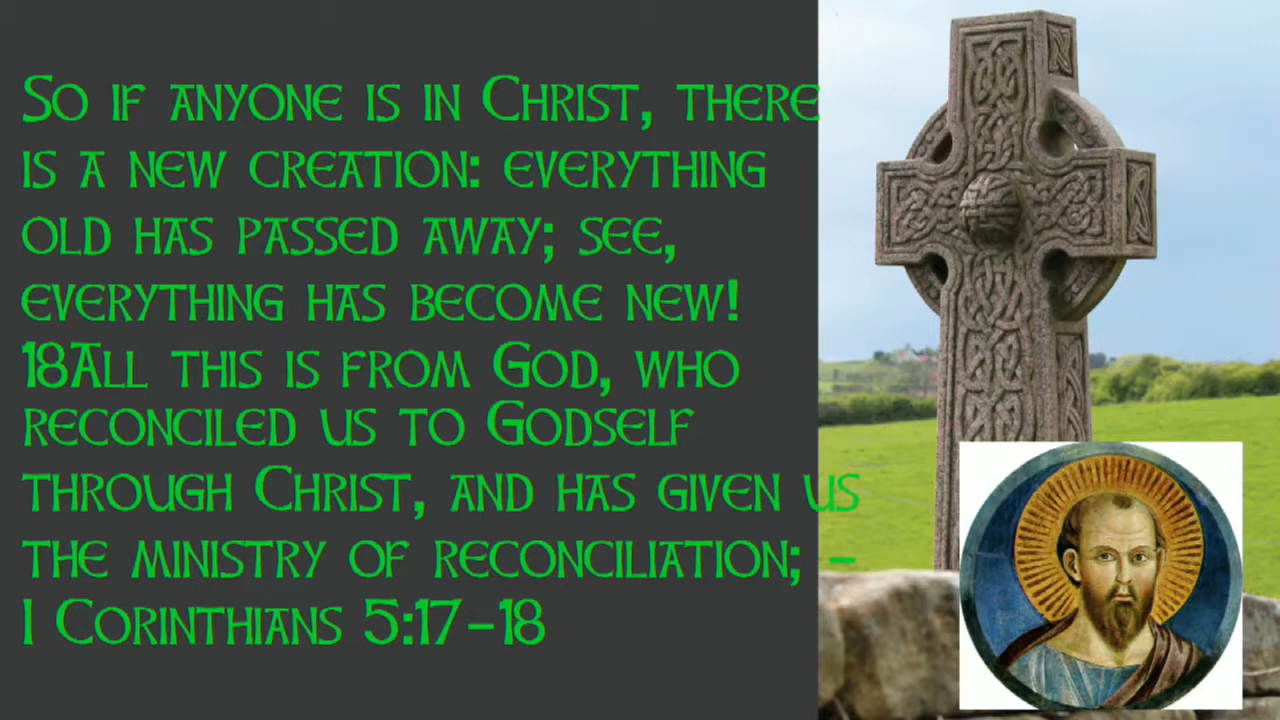 So if anyone is in Christ, there
is a new creation: everything
old has passed away; see,
everything has become new!
18All this is from God, who
reconciled us to Godself
through Christ, and has given us
the ministry of reconciliation; –
I Corinthians 5:17–18